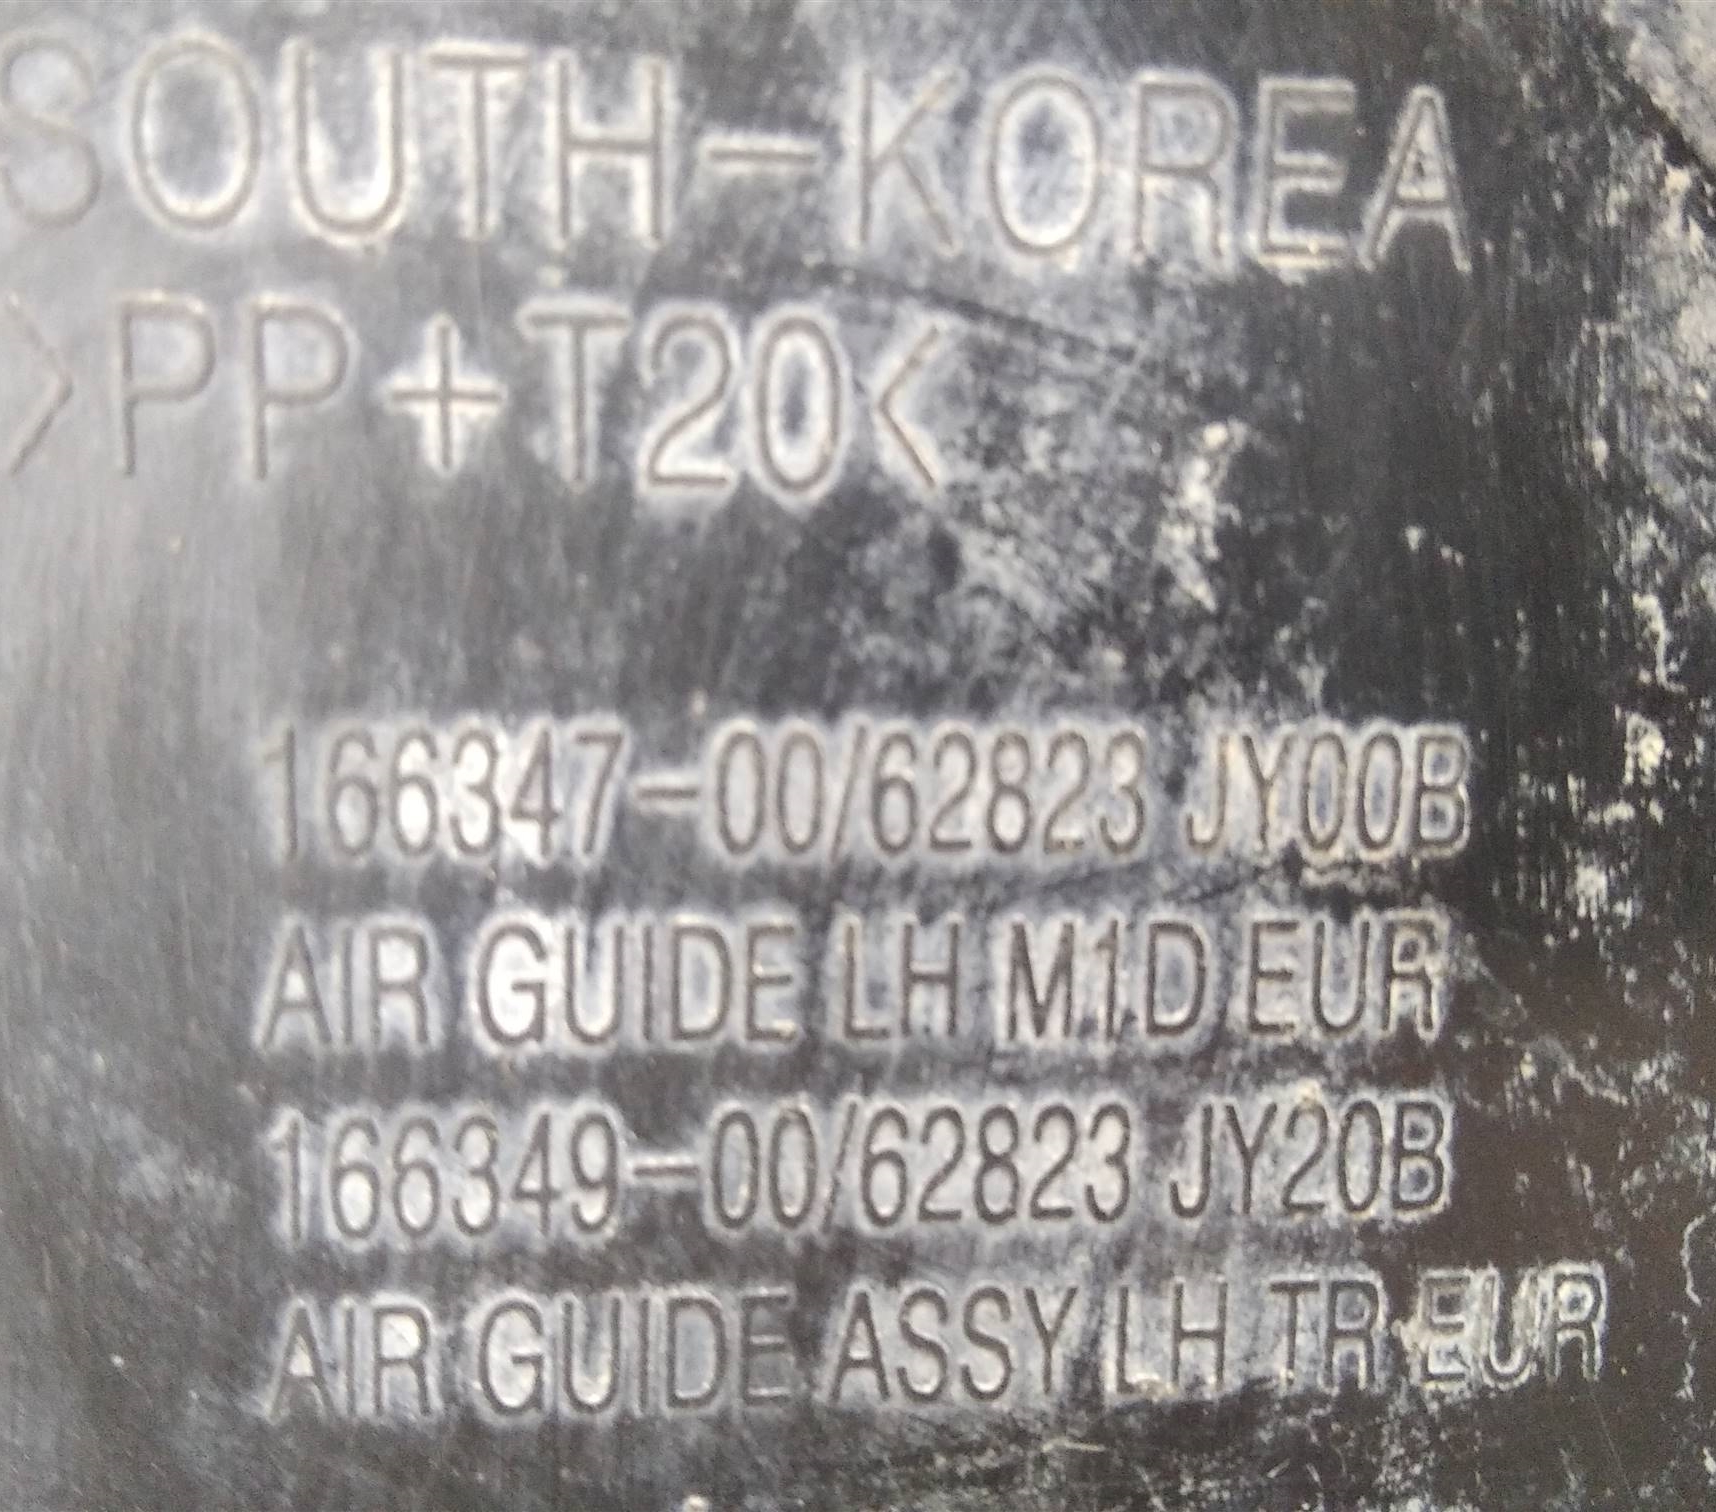 SOUTH-KOREA
>PP+T20<
166347-00/62823 JY00B
AIR GUIDE LH M1D EUR
166349-00/62823 JY20B
AIR GUIDE ASSY LH TR EUR